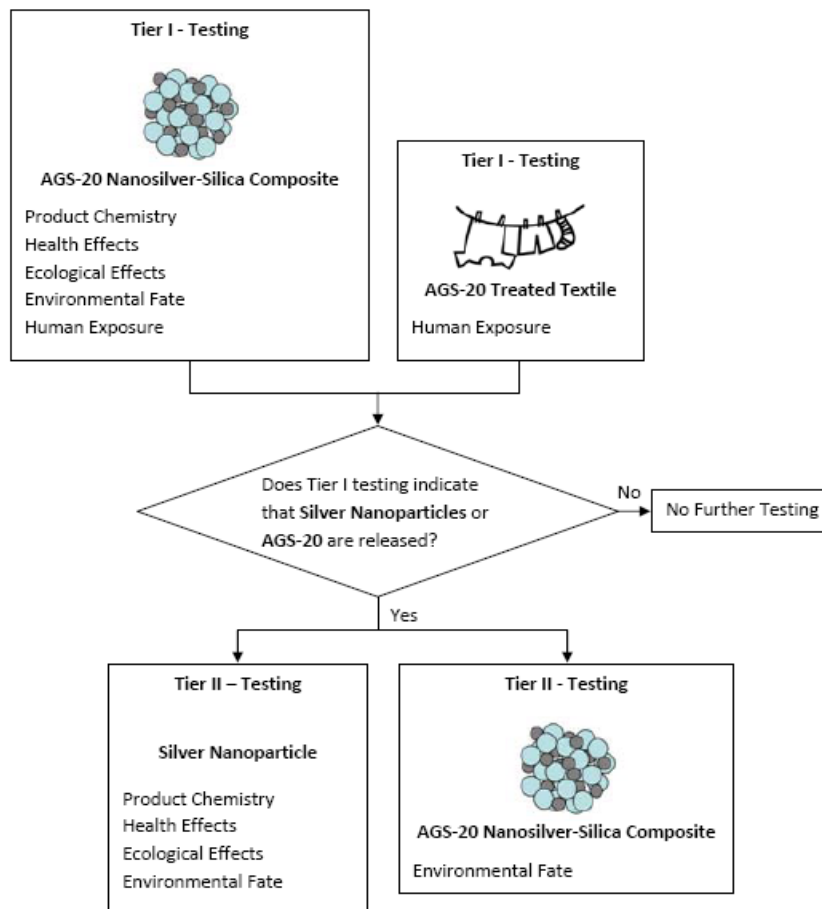 Tier I - Testing
AGS-20 Nanosilver-Silica Composite
Product Chemistry
Health Effects
Ecological Effects
Environmental Fate
Human Exposure
Tier I - Testing
AGS-20 Treated Textile
Human Exposure
Does Tier I testing indicate
that Silver Nanoparticles or
AGS-20 are released?
No
No Further Testing
Yes
Tier II – Testing
Silver Nanoparticle
Product Chemistry
Health Effects
Ecological Effects
Environmental Fate
Tier II - Testing
AGS-20 Nanosilver-Silica Composite
Environmental Fate